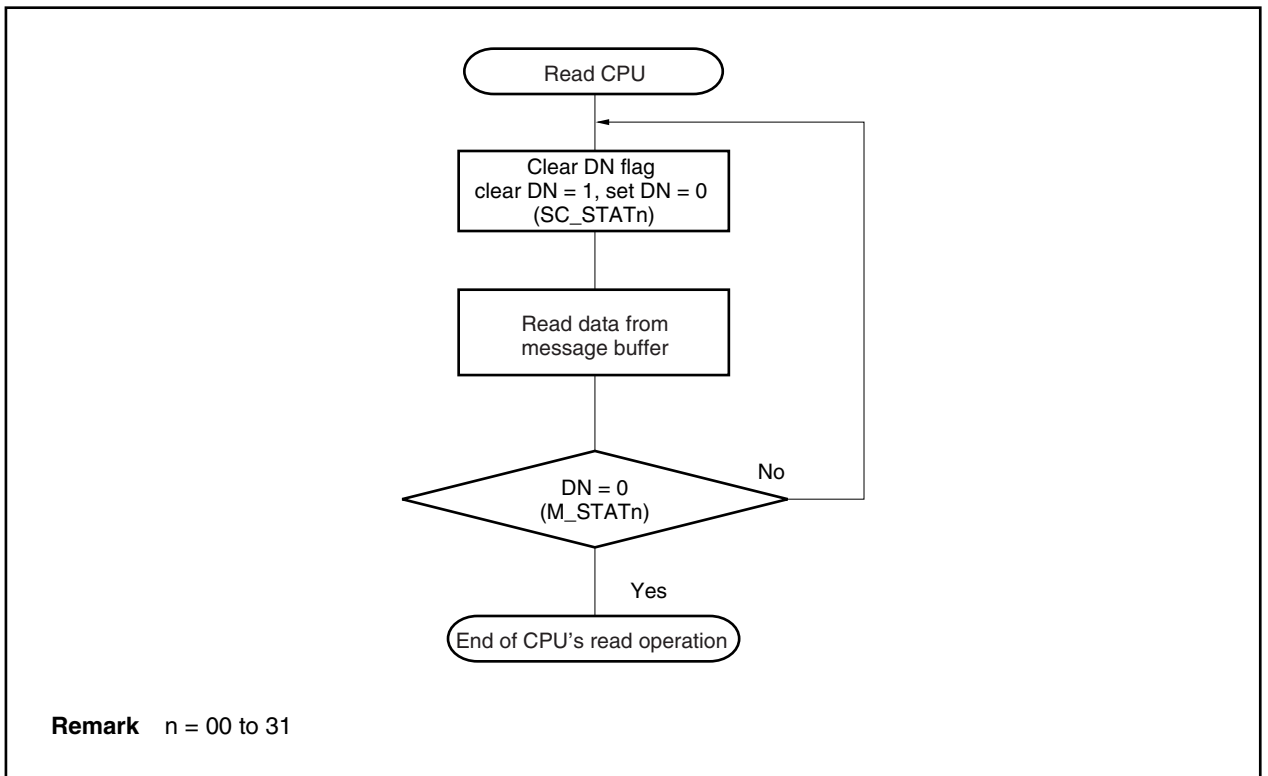 Read CPU
Clear DN flag
clear DN = 1, set DN = 0
(SC_STATn)
Read data from
message buffer
DN = 0
(M_STATn)
No
Yes
End of CPU's read operation
Remark n = 00 to 31